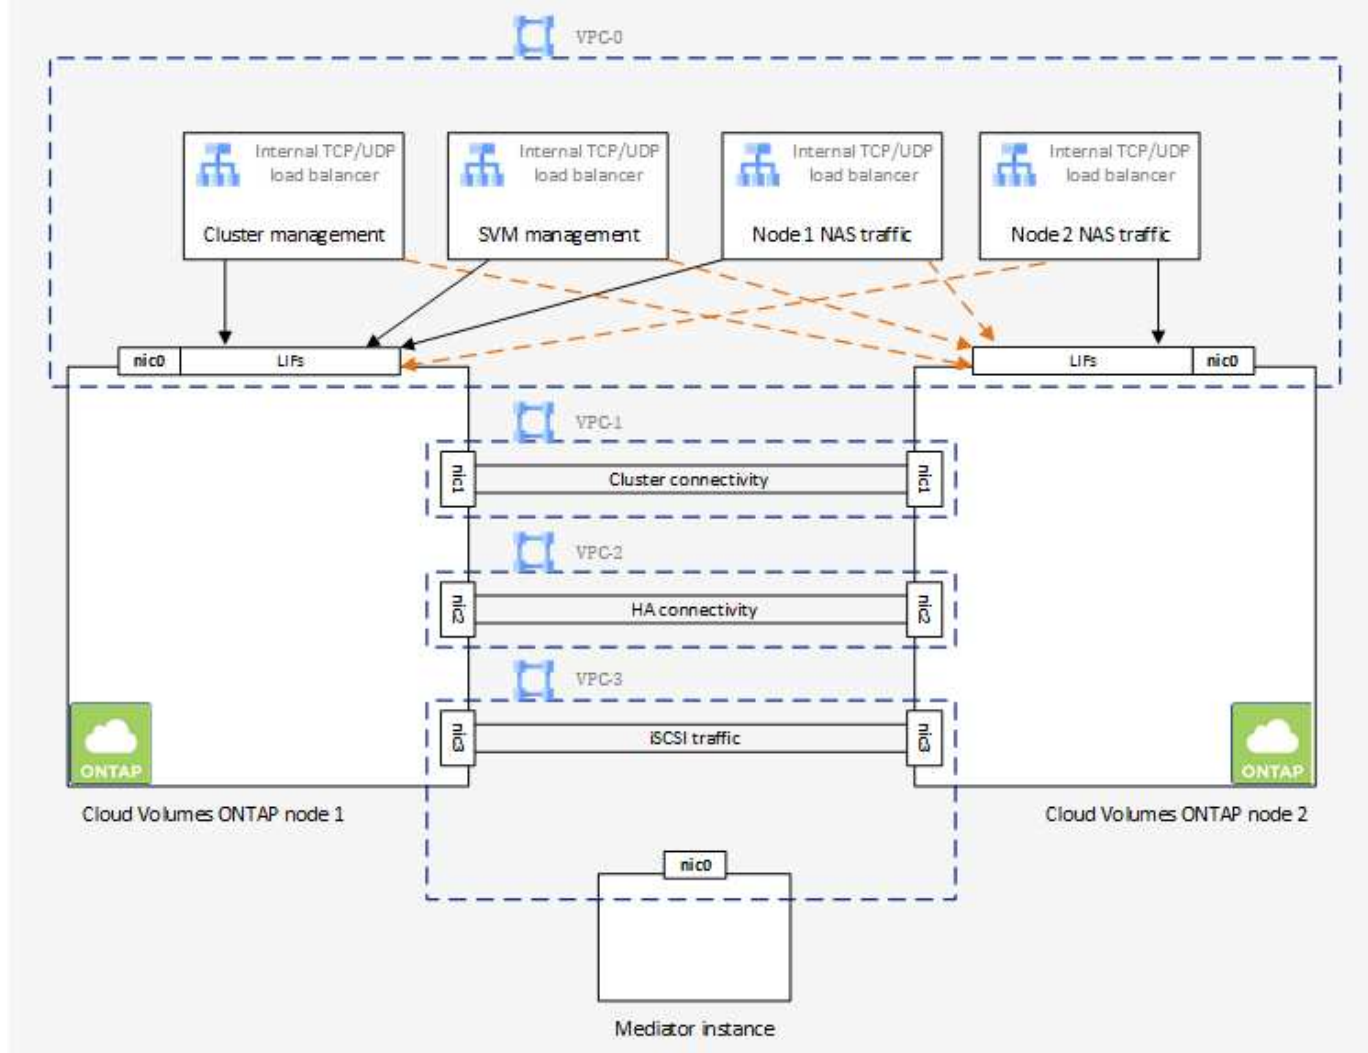 VPC-0
Internal TCP/UDP
load balancer
Cluster management
Internal TCP/UDP
load balancer
SVM management
Internal TCP/UDP
load balancer
Node 1 NAS traffic
Internal TCP/UDP
load balancer
Node 2 NAS traffic
nic0
LIFs
LIFs
nic0
VPC-1
nic1
Cluster connectivity
nic1
VPC-2
nic2
HA connectivity
nic2
VPC-3
nic3
iSCSI traffic
nic3
ONTAP
ONTAP
Cloud Volumes ONTAP node 1
Cloud Volumes ONTAP node 2
nic0
Mediator instance